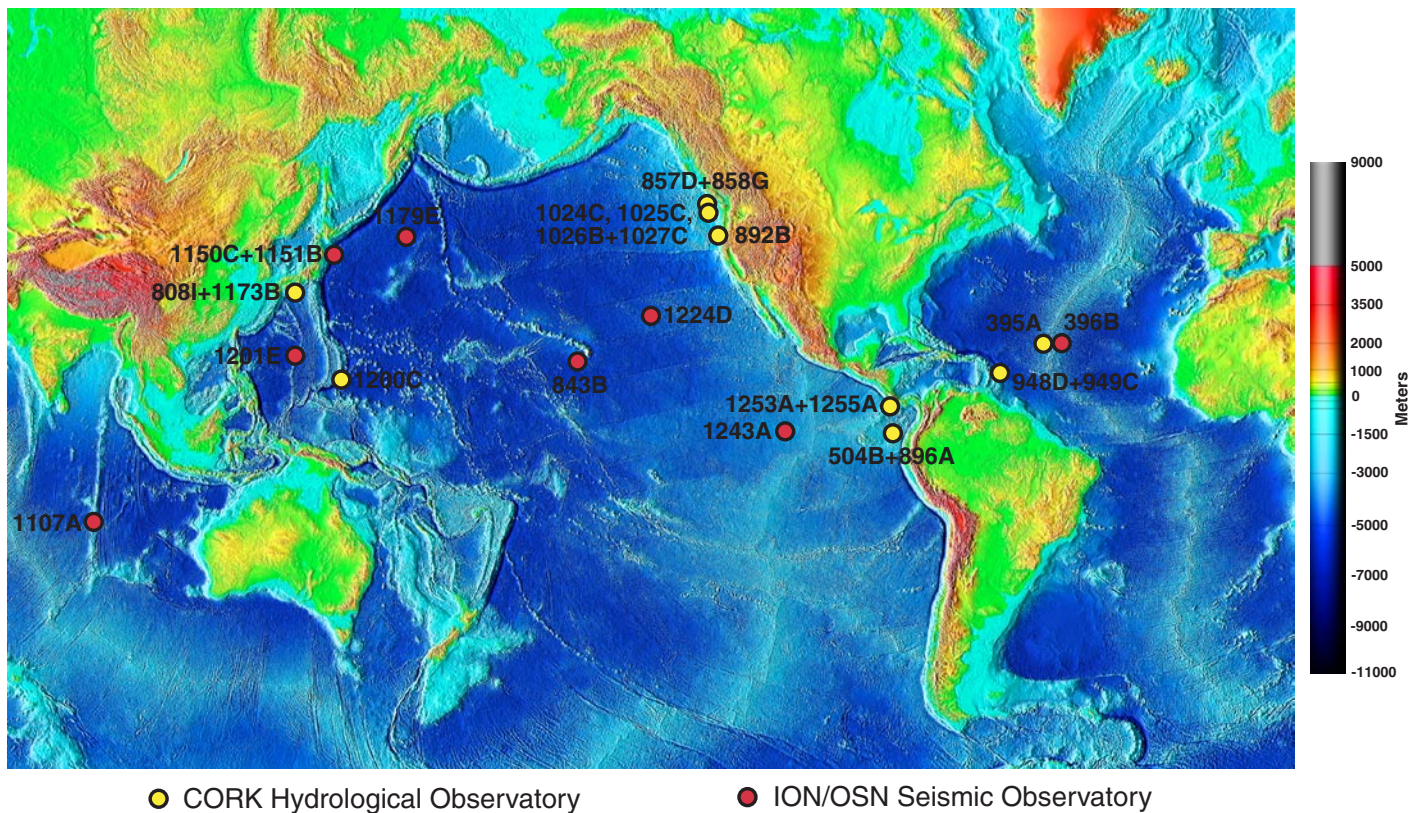 857D+858G
1024C, 1025C,
1026B+1027C
892B
1179E
1150C+1151B
808I+1173B
1224D
395A
396B
1201E
1200C
843B
948D+949C
1253A+1255A
1243A
504B+896A
1107A
9000
5000
3500
2000
1000
0
-1500
-3000
-5000
-7000
-9000
-11000
Meters
CORK Hydrological Observatory
ION/OSN Seismic Observatory